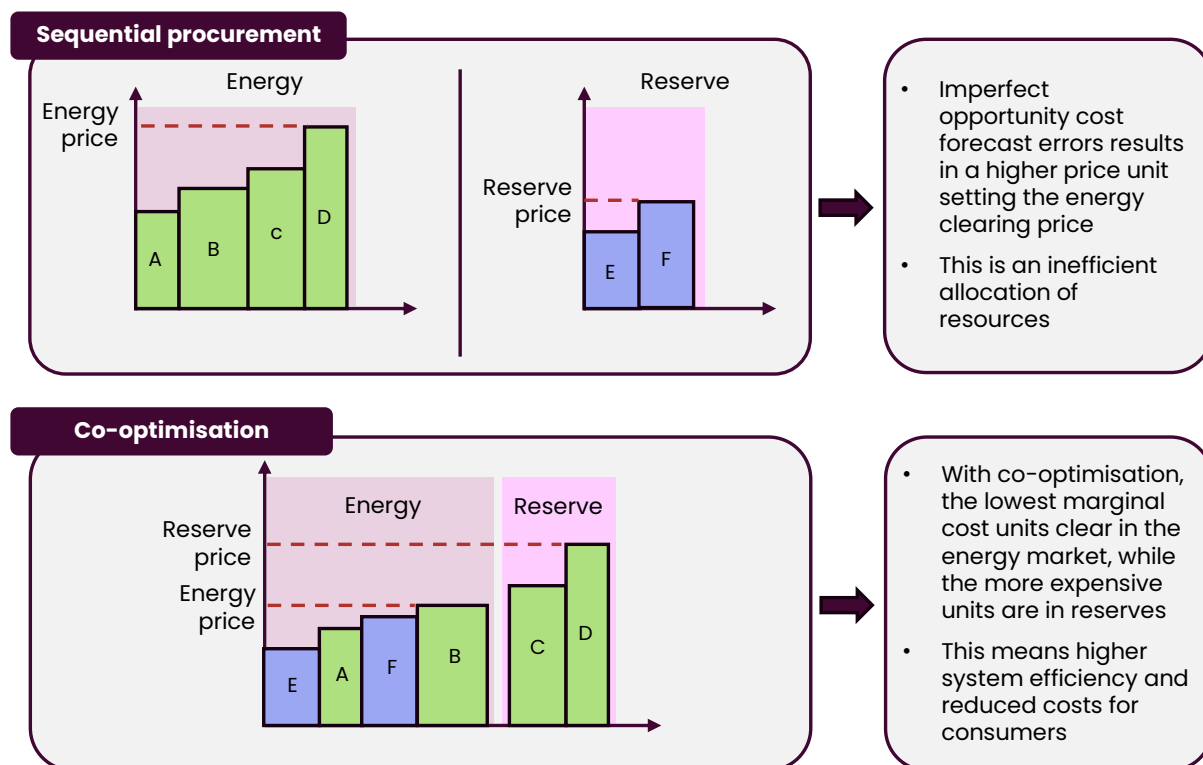 Sequential procurement
Energy
Energy
price
A
B
c
D
Reserve
Reserve
price
E
F
• Imperfect
opportunity cost
forecast errors results
in a higher price unit
setting the energy
clearing price
• This is an inefficient
allocation of
resources
Co-optimisation
Energy
Reserve
Reserve
price
Energy
price
E
A
F
B
C
D
• With co-optimisation,
the lowest marginal
cost units clear in the
energy market, while
the more expensive
units are in reserves
• This means higher
system efficiency and
reduced costs for
consumers